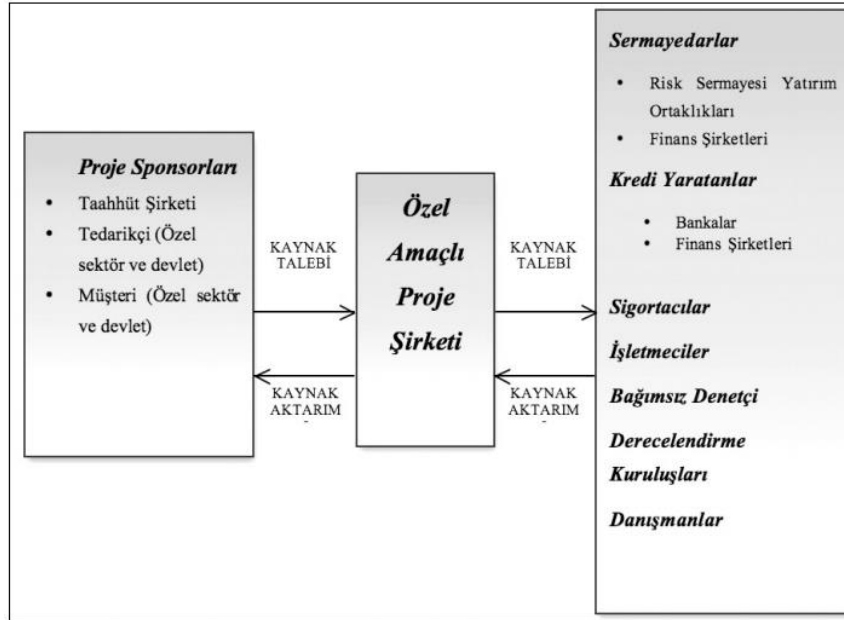 Proje Sponsorları
• Taahhüt Şirketi
• Tedarikçi (Özel
sektör ve devlet)
• Müşteri (Özel sektör
ve devlet)
KAYNAK
TALEBİ
KAYNAK
AKTARIM
Özel
Amaçlı
Proje
Şirketi
KAYNAK
TALEBİ
KAYNAK
AKTARIM
Sermayedarlar
• Risk Sermayesi Yatırım
Ortaklıkları
• Finans Şirketleri
Kredi Yaratanlar
• Bankalar
• Finans Şirketleri
Sigortacılar
İşletmeciler
Bağımsız Denetçi
Derecelendirme
Kuruluşları
Danışmanlar